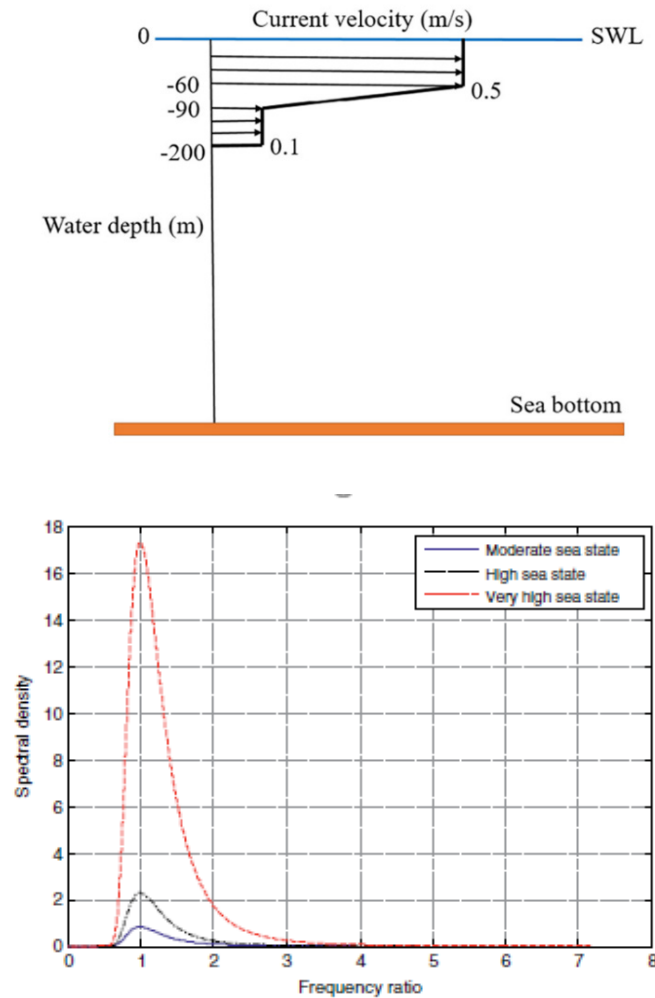 Current velocity (m/s)
0
SWL
-60
0.5
-90
-200
0.1
Water depth (m)
Sea bottom
18
16
14
12
10
8
6
4
2
0
Spectral density
Moderate sea state
High sea state
Very high sea state
0 1 2 3 4 5 6 7 8
Frequency ratio